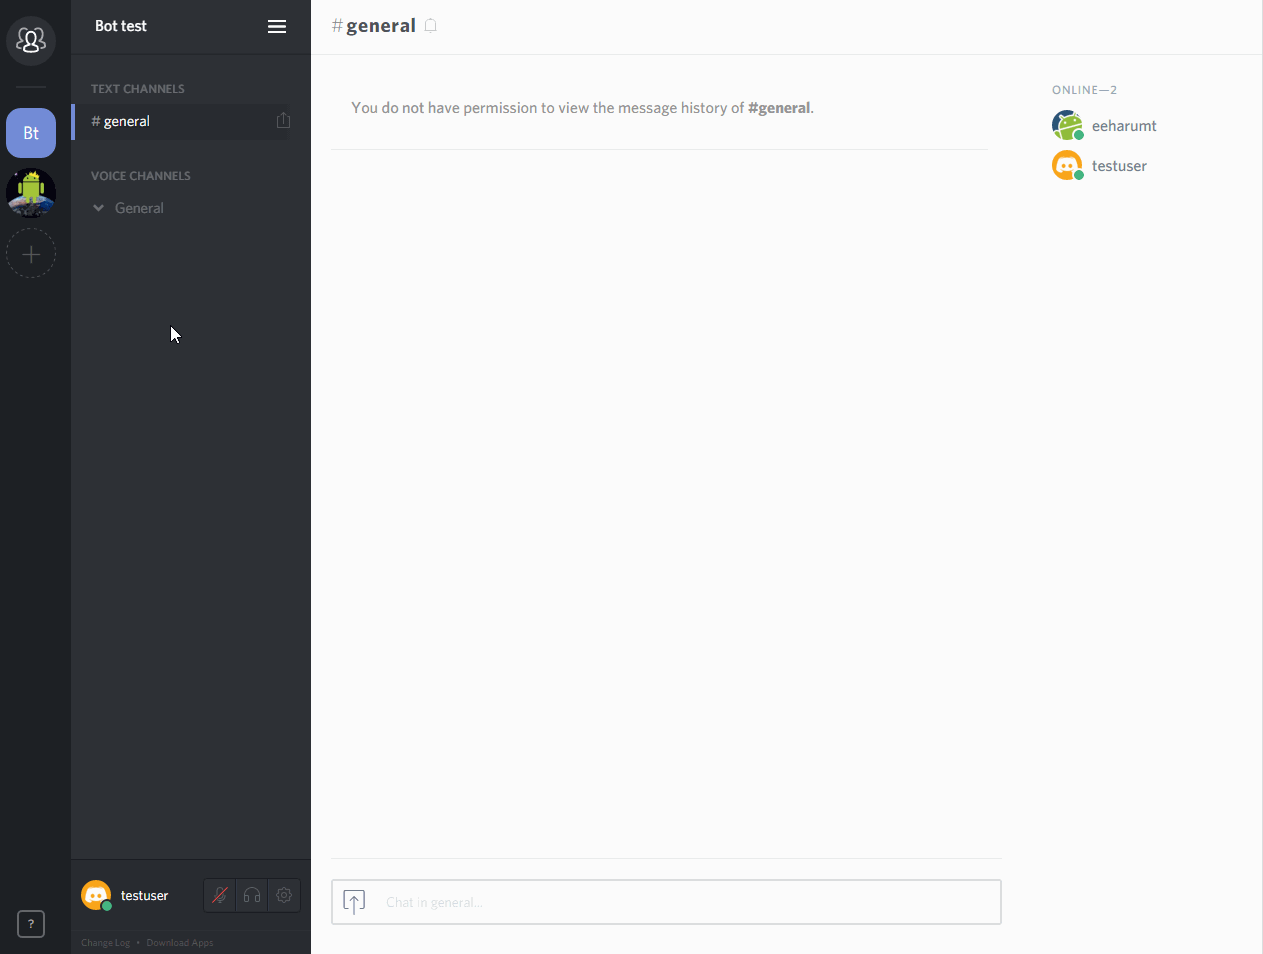 Bot test
TEXT CHANNELS
# general
VOICE CHANNELS
General
Bt
?
testuser
Change Log • Download Apps
# general
You do not have permission to view the message history of #general.
Chat in general...
ONLINE—2
eeharumt
testuser